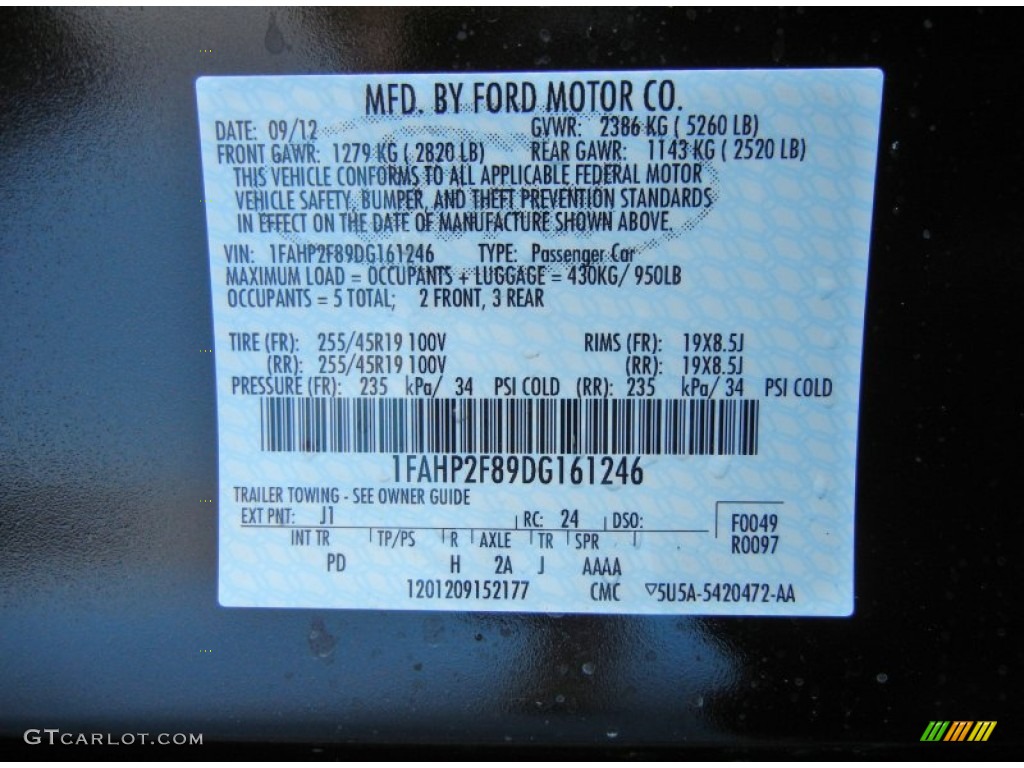 MFD. BY FORD MOTOR CO.
DATE: 09/12 GVWR: 2386 KG ( 5260 LB)
FRONT GAWR: 1279 KG ( 2820 LB) REAR GAWR: 1143 KG ( 2520 LB)
THIS VEHICLE CONFORMS TO ALL APPLICABLE FEDERAL MOTOR
VEHICLE SAFETY, BUMPER, AND THEFT PREVENTION STANDARDS
IN EFFECT ON THE DATE OF MANUFACTURE SHOWN ABOVE.
VIN: 1FAHP2F89DG161246 TYPE: Passenger Car
MAXIMUM LOAD = OCCUPANTS + LUGGAGE = 430KG/ 950LB
OCCUPANTS = 5 TOTAL; 2 FRONT, 3 REAR
TIRE (FR): 255/45R19 100V RIMS (FR): 19X8.5J
(RR): 255/45R19 100V (RR): 19X8.5J
PRESSURE (FR): 235 kPa/ 34 PSI COLD (RR): 235 kPa/ 34 PSI COLD
1FAHP2F89DG161246
TRAILER TOWING - SEE OWNER GUIDE
EXT PNT: J1 RC: 24 DSO: F0049
INT TR TP/PS R AXLE TR SPR R0097
PD H 2A J AAAA
1201209152177 CMC ▽5U5A-5420472-AA
GTCARLOT.COM